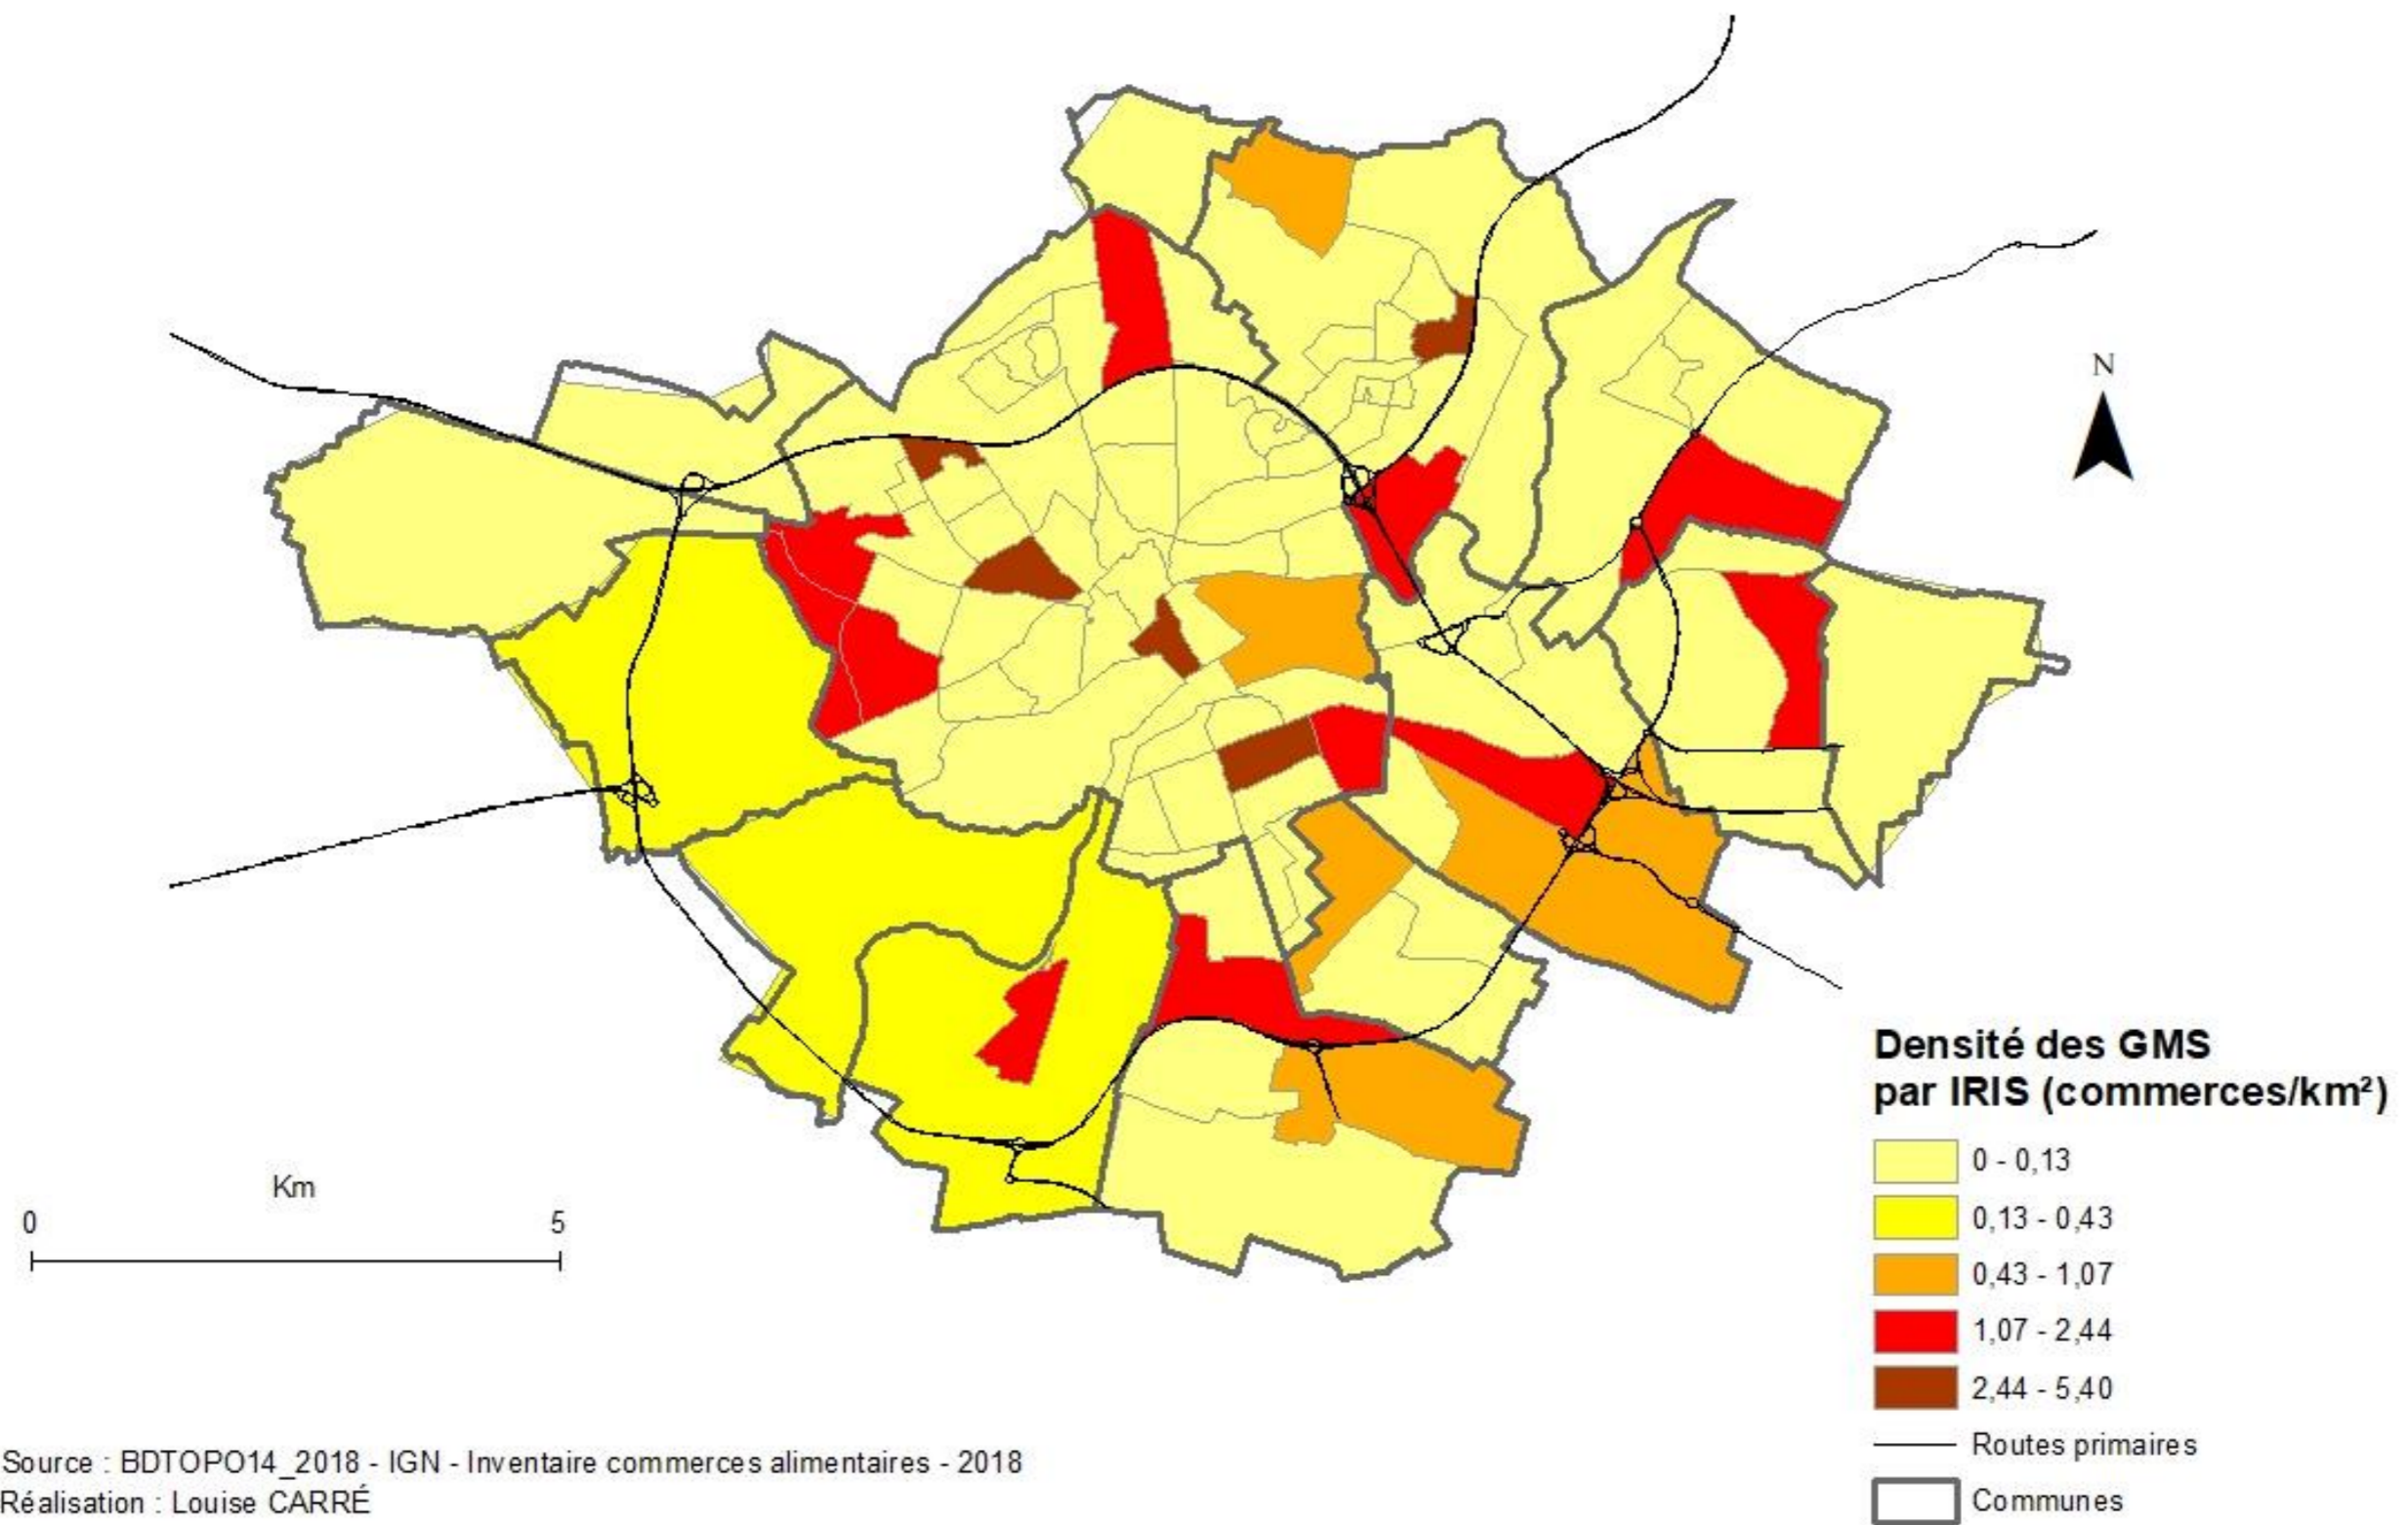 N
Densité des GMS
par IRIS (commerces/km²)
0 - 0,13
0,13 - 0,43
0,43 - 1,07
1,07 - 2,44
2,44 - 5,40
Routes primaires
Communes
Km
0 5
Source : BDTOPO14_2018 - IGN - Inventaire commerces alimentaires - 2018
Réalisation : Louise CARRÉ